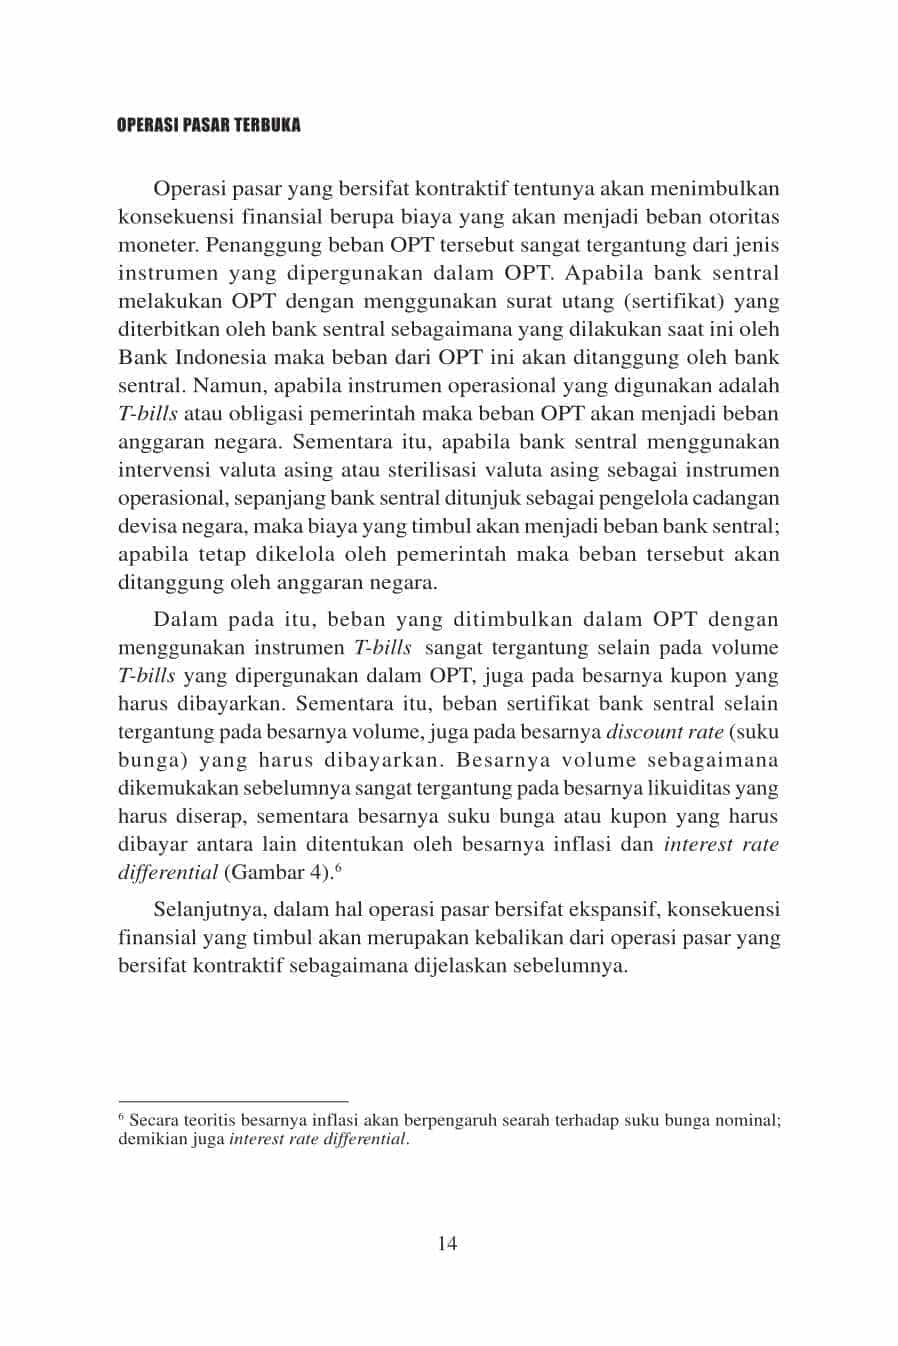 OPERASI PASAR TERBUKA
Operasi pasar yang bersifat kontraktif tentunya akan menimbulkan
konsekuensi finansial berupa biaya yang akan menjadi beban otoritas
moneter. Penanggung beban OPT tersebut sangat tergantung dari jenis
instrumen yang dipergunakan dalam OPT. Apabila bank sentral
melakukan OPT dengan menggunakan surat utang (sertifikat) yang
diterbitkan oleh bank sentral sebagaimana yang dilakukan saat ini oleh
Bank Indonesia maka beban dari OPT ini akan ditanggung oleh bank
sentral. Namun, apabila instrumen operasional yang digunakan adalah
T-bills atau obligasi pemerintah maka beban OPT akan menjadi beban
anggaran negara. Sementara itu, apabila bank sentral menggunakan
intervensi valuta asing atau sterilisasi valuta asing sebagai instrumen
operasional, sepanjang bank sentral ditunjuk sebagai pengelola cadangan
devisa negara, maka biaya yang timbul akan menjadi beban bank sentral;
apabila tetap dikelola oleh pemerintah maka beban tersebut akan
ditanggung oleh anggaran negara.
Dalam pada itu, beban yang ditimbulkan dalam OPT dengan
menggunakan instrumen T-bills sangat tergantung selain pada volume
T-bills yang dipergunakan dalam OPT, juga pada besarnya kupon yang
harus dibayarkan. Sementara itu, beban sertifikat bank sentral selain
tergantung pada besarnya volume, juga pada besarnya discount rate (suku
bunga) yang harus dibayarkan. Besarnya volume sebagaimana
dikemukakan sebelumnya sangat tergantung pada besarnya likuiditas yang
harus diserap, sementara besarnya suku bunga atau kupon yang harus
dibayar antara lain ditentukan oleh besarnya inflasi dan interest rate
differential (Gambar 4).⁶
Selanjutnya, dalam hal operasi pasar bersifat ekspansif, konsekuensi
finansial yang timbul akan merupakan kebalikan dari operasi pasar yang
bersifat kontraktif sebagaimana dijelaskan sebelumnya.
⁶ Secara teoritis besarnya inflasi akan berpengaruh searah terhadap suku bunga nominal;
demikian juga interest rate differential.
14